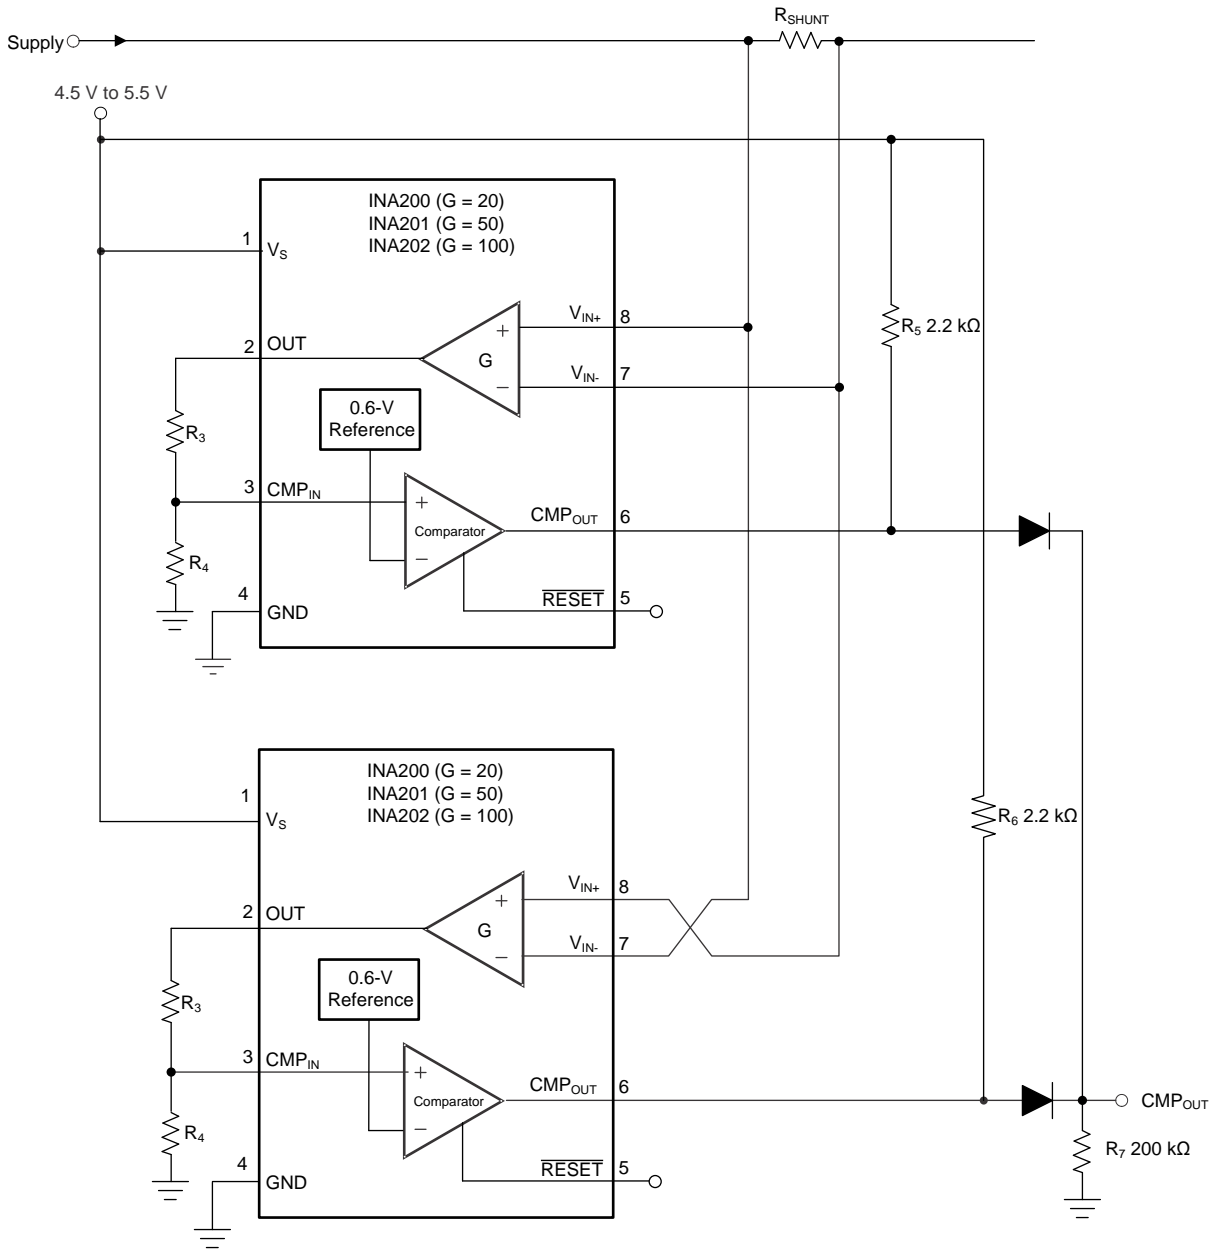 R_SHUNT
Supply
4.5 V to 5.5 V
INA200 (G = 20)
INA201 (G = 50)
INA202 (G = 100)
1
V_S
V_IN+
8
R_5 2.2 kΩ
2
OUT
+
G
V_IN-
7
−
0.6-V
Reference
R_3
3
CMP_IN
+
CMP_OUT
6
Comparator
−
R_4
4
GND
RESET
5
INA200 (G = 20)
INA201 (G = 50)
INA202 (G = 100)
1
V_S
R_6 2.2 kΩ
V_IN+
8
+
2
OUT
G
V_IN-
7
−
0.6-V
Reference
R_3
3
CMP_IN
+
CMP_OUT
6
Comparator
CMP_OUT
−
R_4
R_7 200 kΩ
4
GND
RESET
5